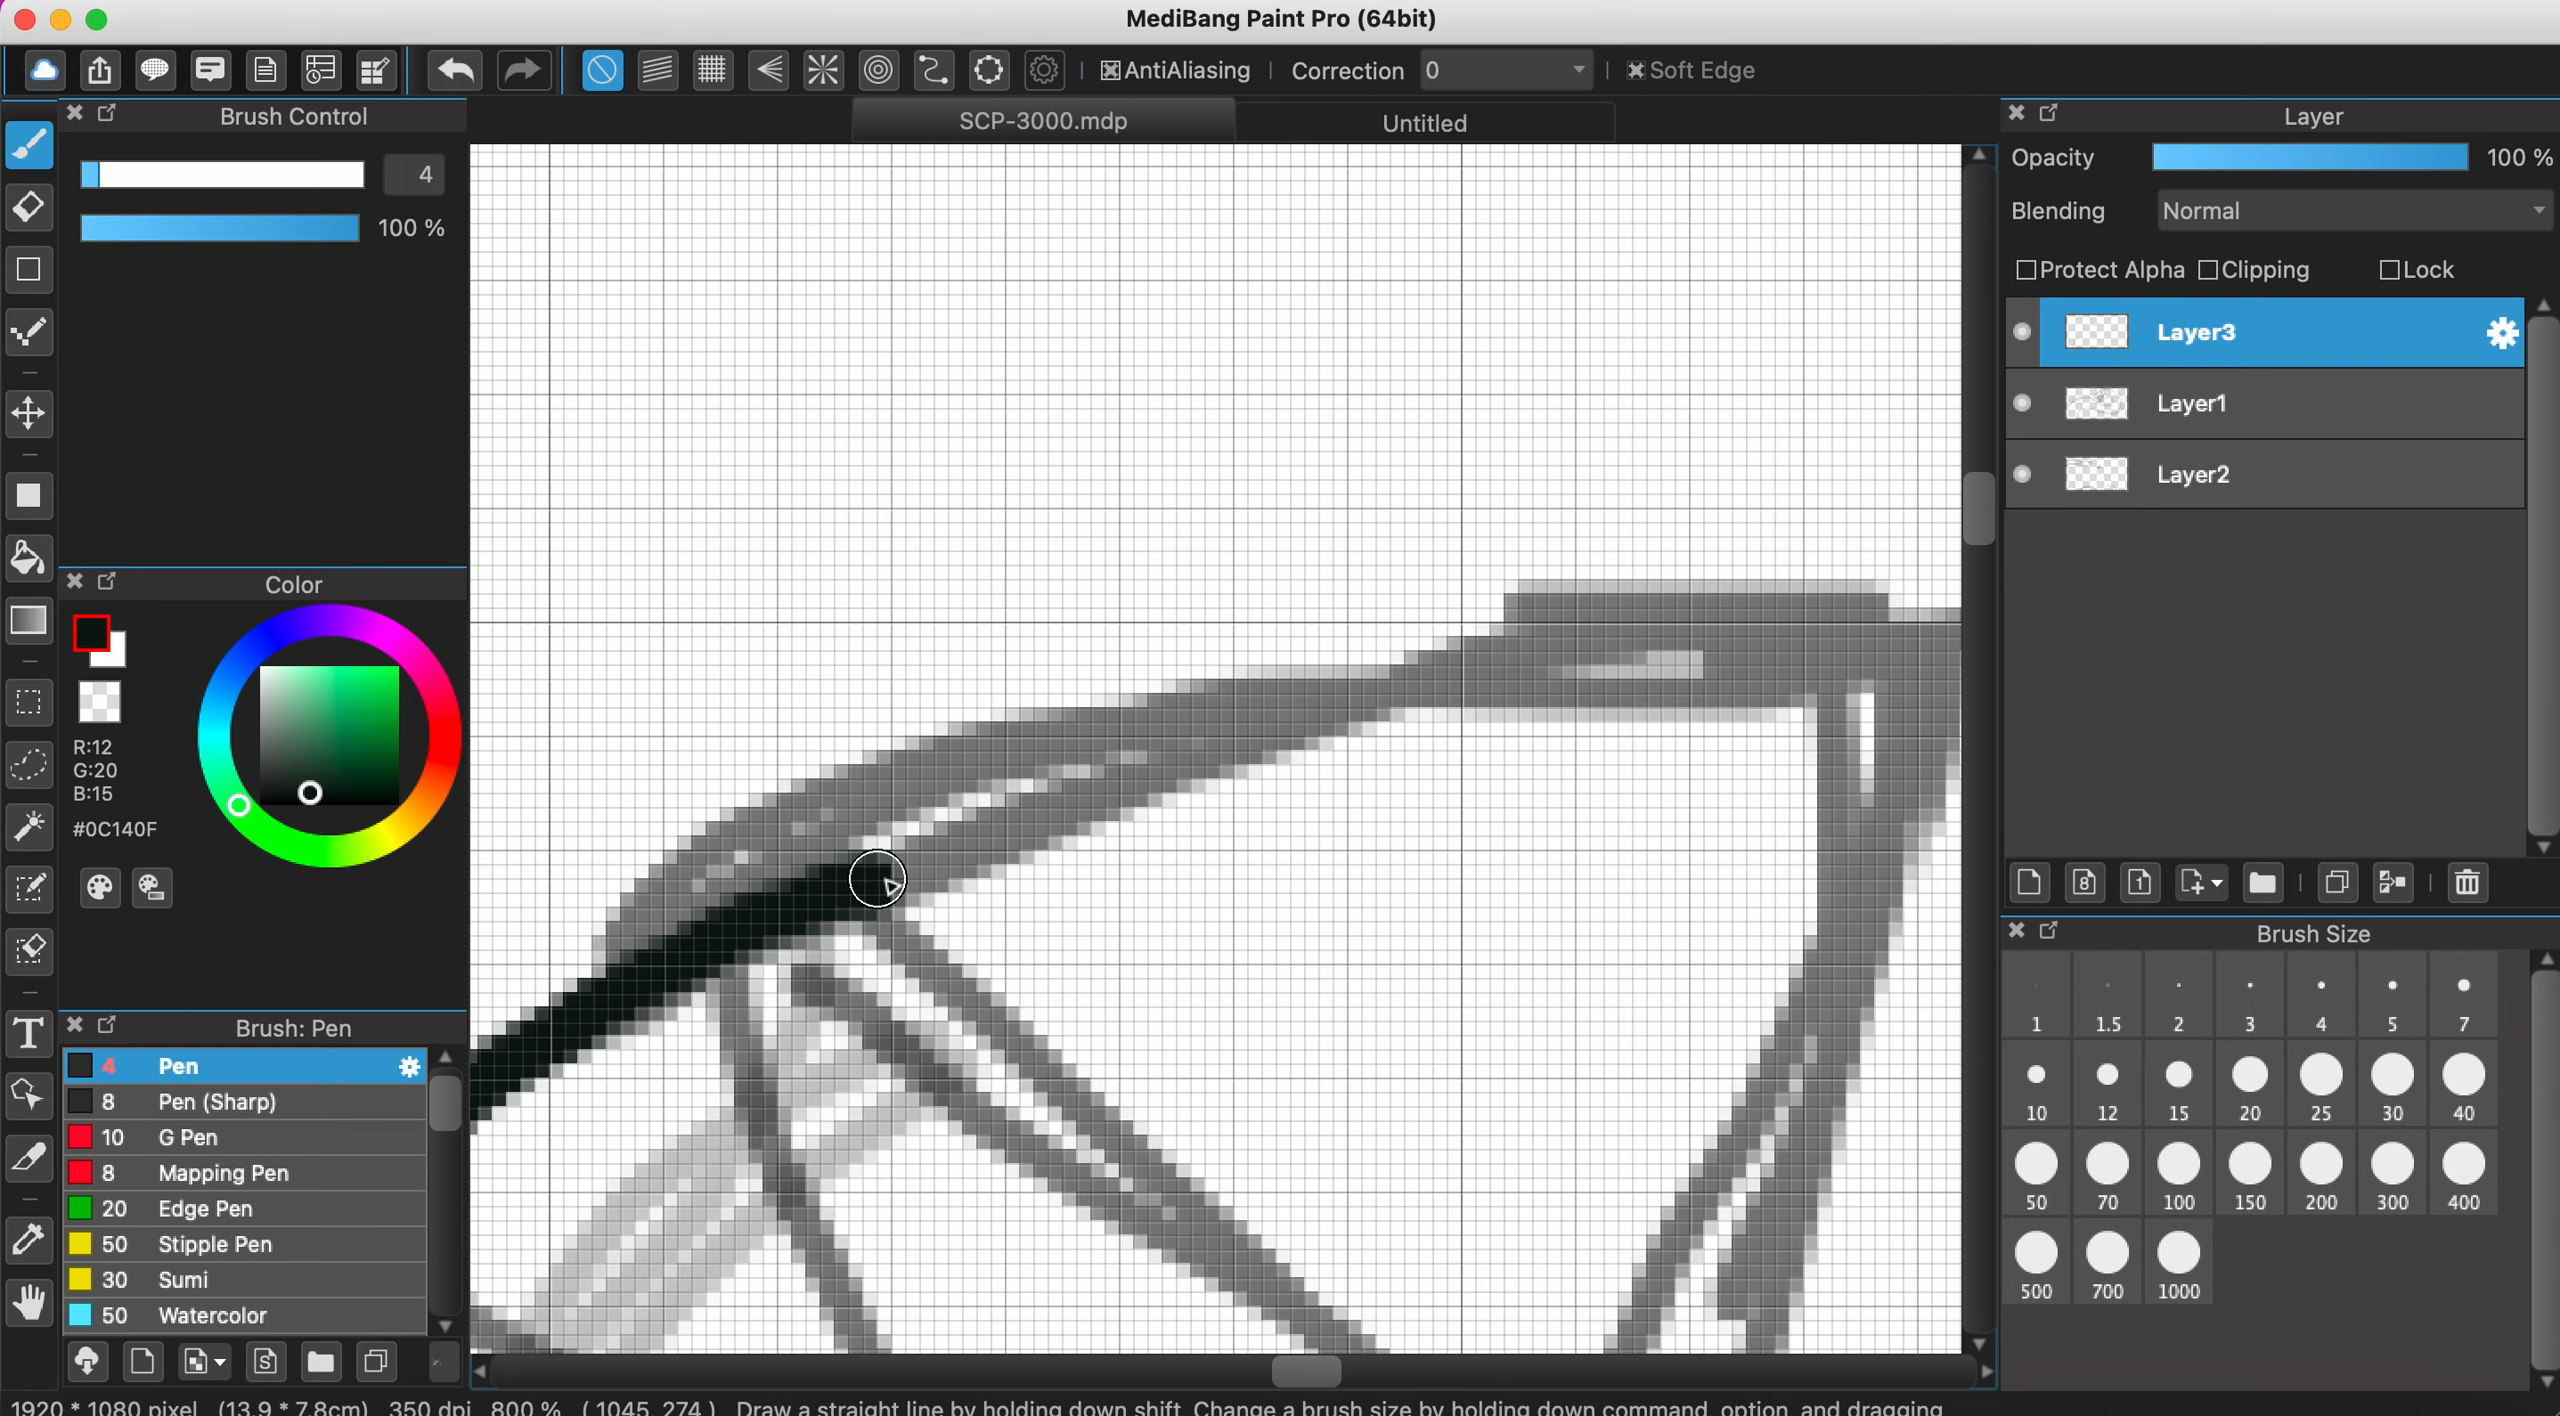 MediBang Paint Pro (64bit)
AntiAliasing Correction 0 Soft Edge
Brush Control
4
100 %
SCP-3000.mdp Untitled
Layer
Opacity 100 %
Blending Normal
Protect Alpha Clipping Lock
Layer3
Layer1
Layer2
Color
R:12
G:20
B:15
#0C140F
8 1
Brush: Pen
4 Pen
8 Pen (Sharp)
10 G Pen
8 Mapping Pen
20 Edge Pen
50 Stipple Pen
30 Sumi
50 Watercolor
S
T
Brush Size
1 1.5 2 3 4 5 7
10 12 15 20 25 30 40
50 70 100 150 200 300 400
500 700 1000
1920 * 1080 pixel (13.9 * 7.8cm) 350 dpi 800 % ( 1045, 274 ) Draw a straight line by holding down shift, Change a brush size by holding down command, option, and dragging